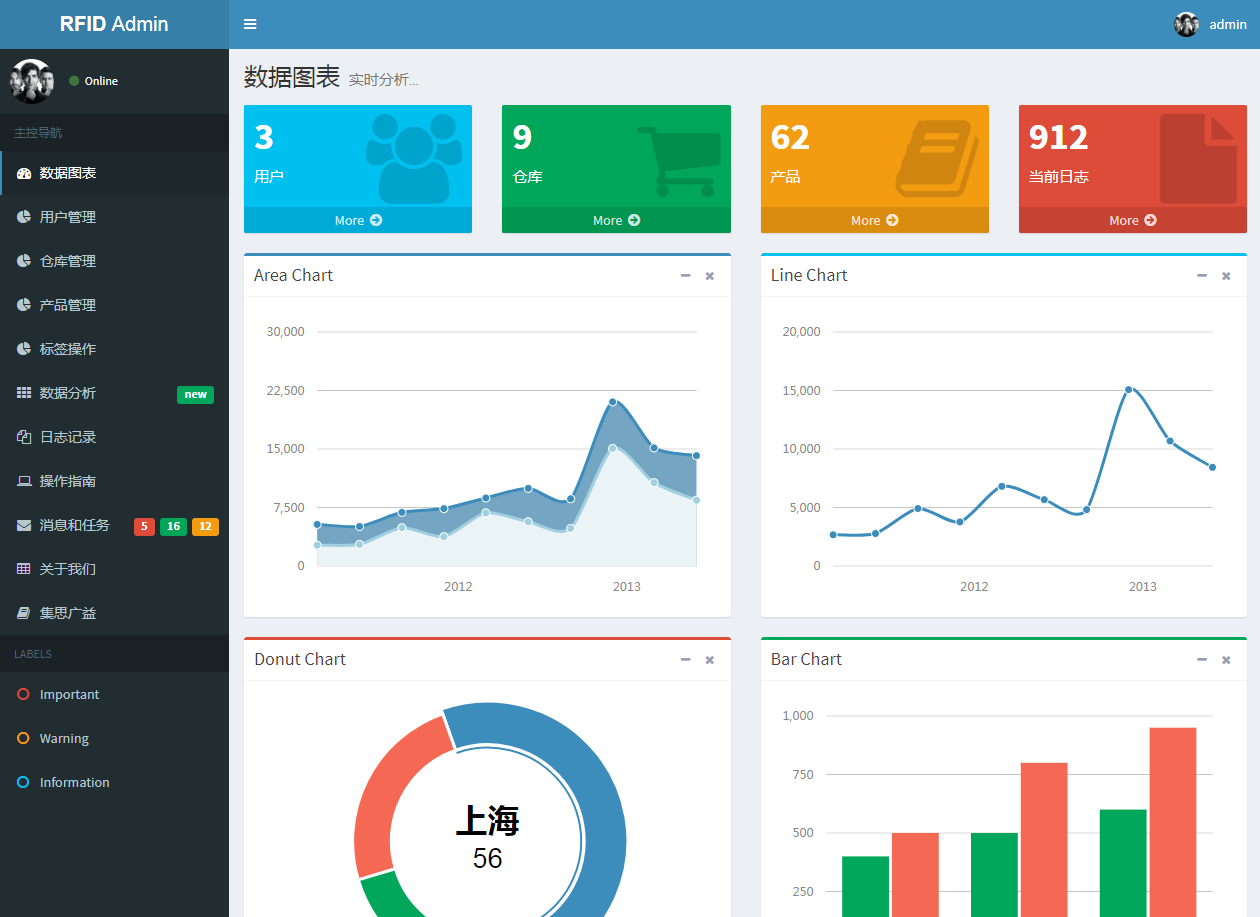 RFID Admin
admin
Online
主控导航
数据图表
用户管理
仓库管理
产品管理
标签操作
数据分析 new
日志记录
操作指南
消息和任务 5 16 12
关于我们
集思广益
LABELS
Important
Warning
Information
数据图表 实时分析...
3
用户
More
9
仓库
More
62
产品
More
912
当前日志
More
Area Chart
30,000
22,500
15,000
7,500
0
2012 2013
Line Chart
20,000
15,000
10,000
5,000
0
2012 2013
Donut Chart
上海
56
Bar Chart
1,000
750
500
250